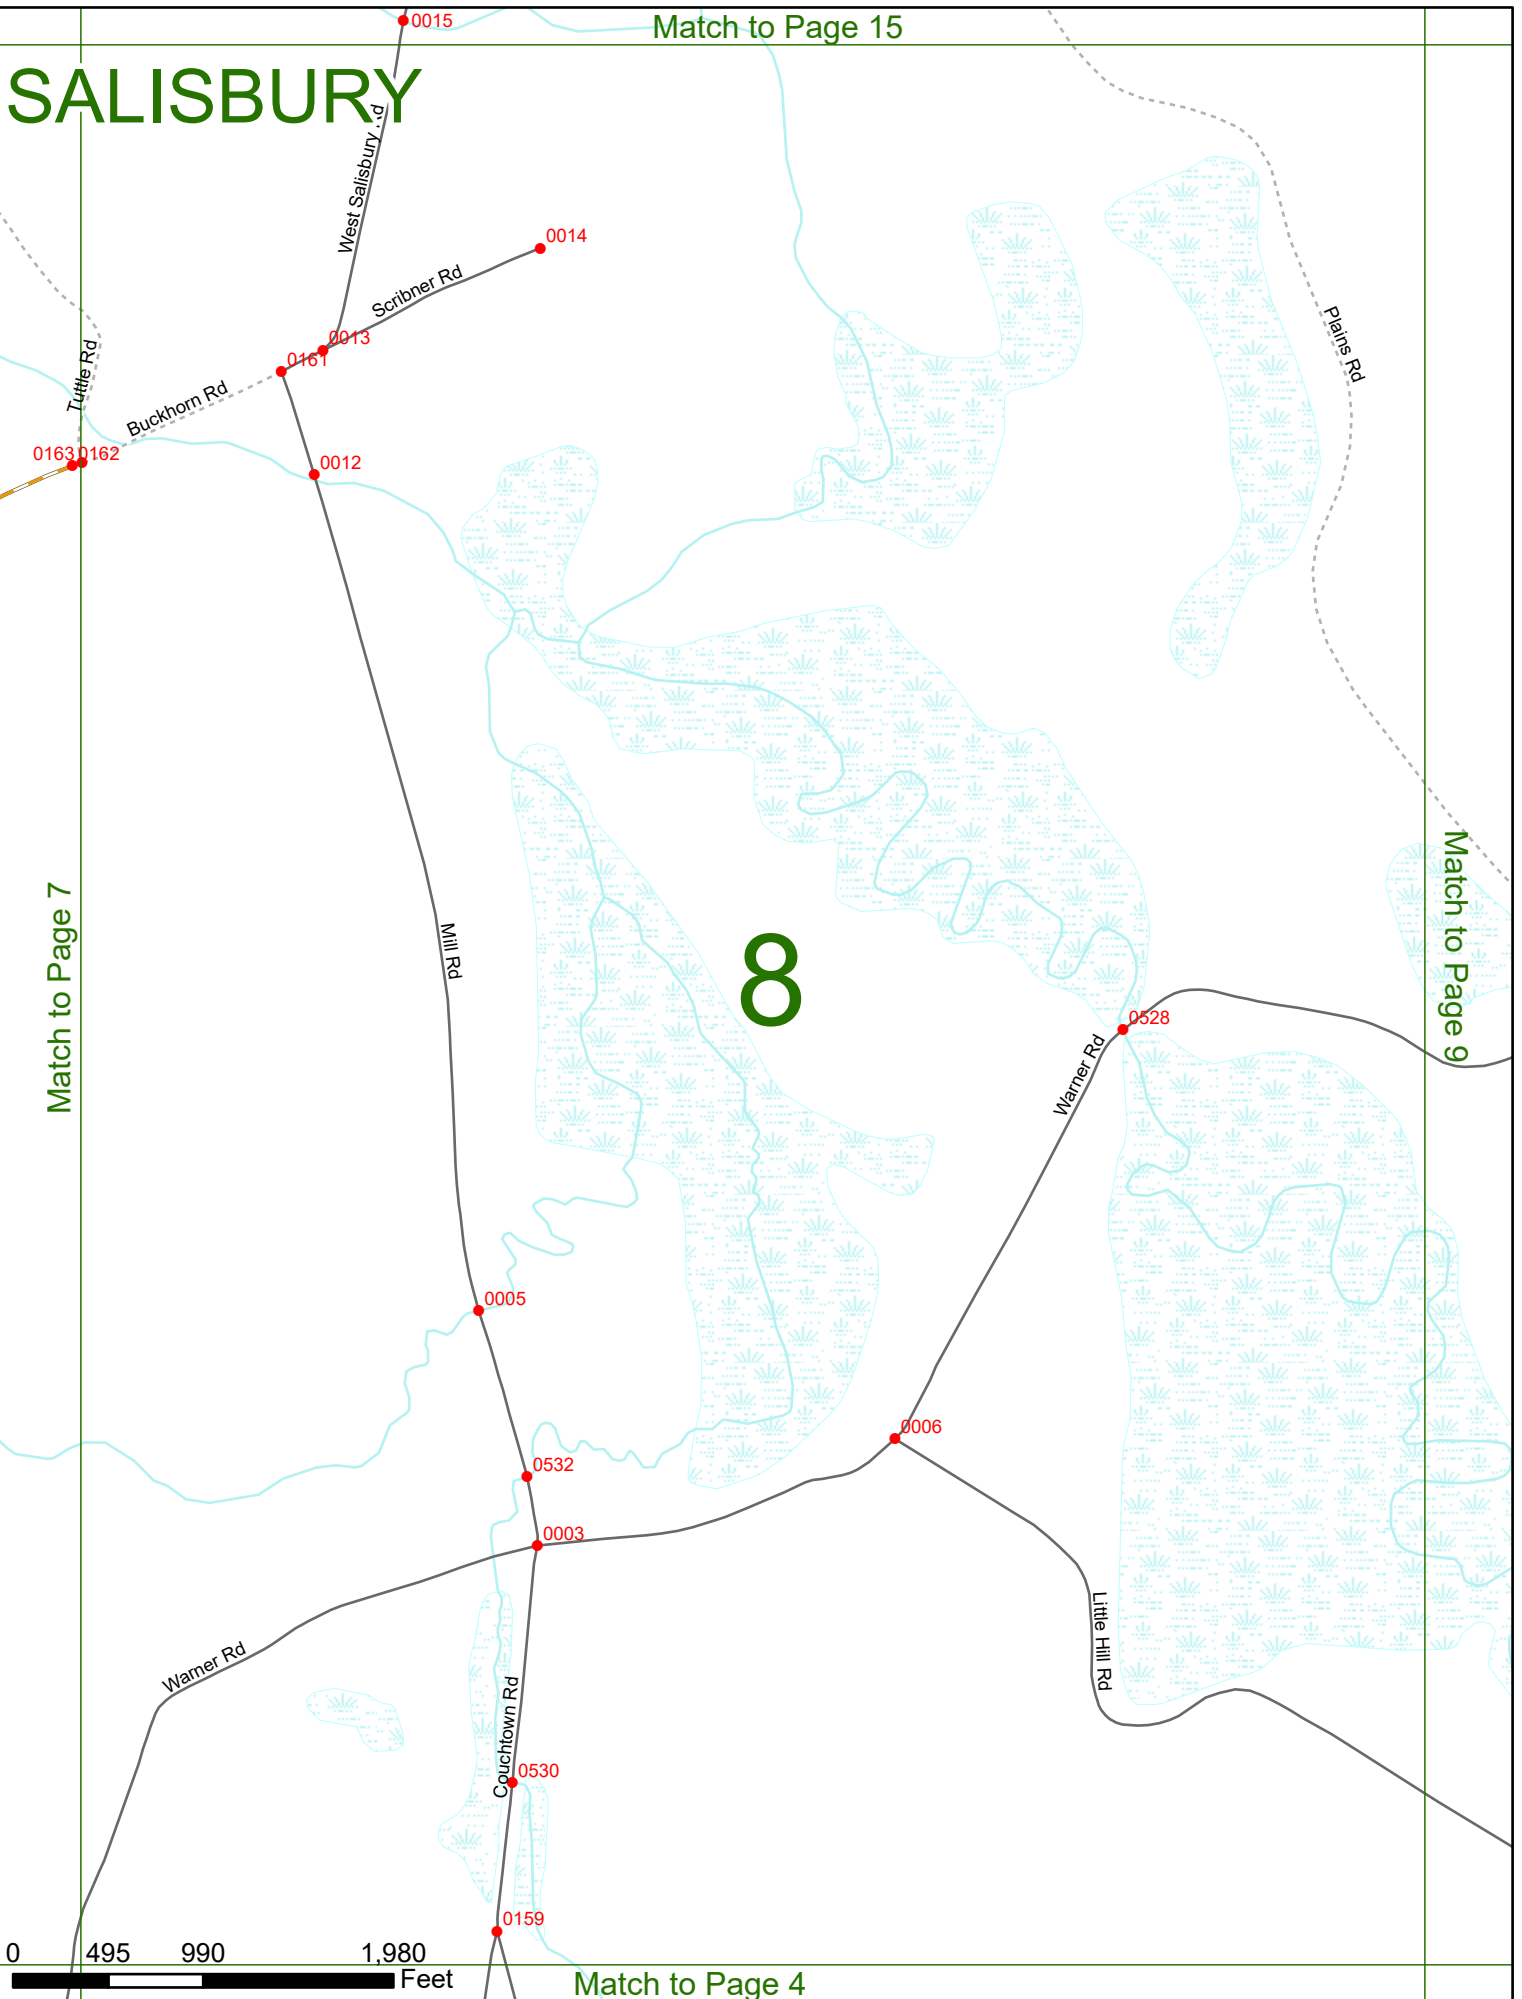 0015
Match to Page 15
SALISBURY
West Salisbury Rd
0014
Scribner Rd
0013
0161
Plains Rd
Tuttle Rd
Buckhorn Rd
0163
0162
0012
Match to Page 7
Mill Rd
8
Match to Page 9
0528
Warner Rd
0005
0006
0532
0003
Little Hill Rd
Warner Rd
Couchtown Rd
0530
0159
0 495 990 1,980
Feet
Match to Page 4